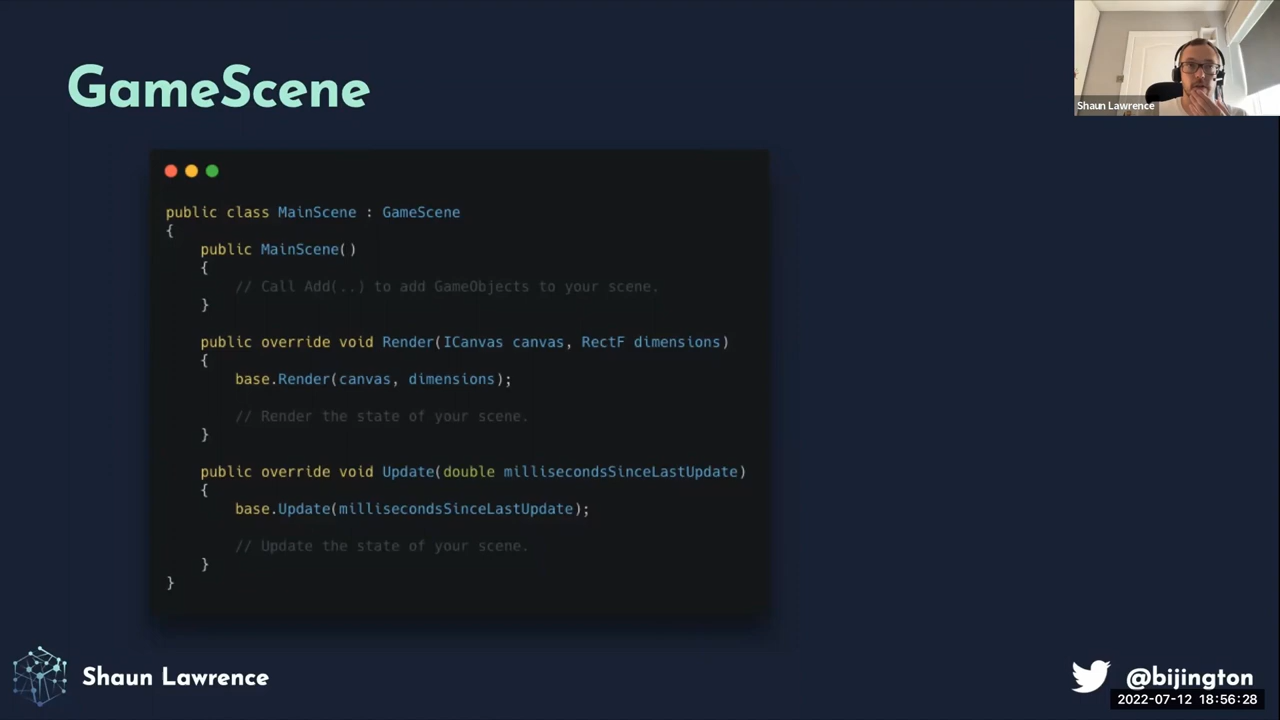 GameScene
Shaun Lawrence
public class MainScene : GameScene
{
    public MainScene()
    {
        // Call Add(..) to add GameObjects to your scene.
    }
    public override void Render(ICanvas canvas, RectF dimensions)
    {
        base.Render(canvas, dimensions);
        // Render the state of your scene.
    }
    public override void Update(double millisecondsSinceLastUpdate)
    {
        base.Update(millisecondsSinceLastUpdate);
        // Update the state of your scene.
    }
}
Shaun Lawrence
@bijington
2022-07-12 18:56:28